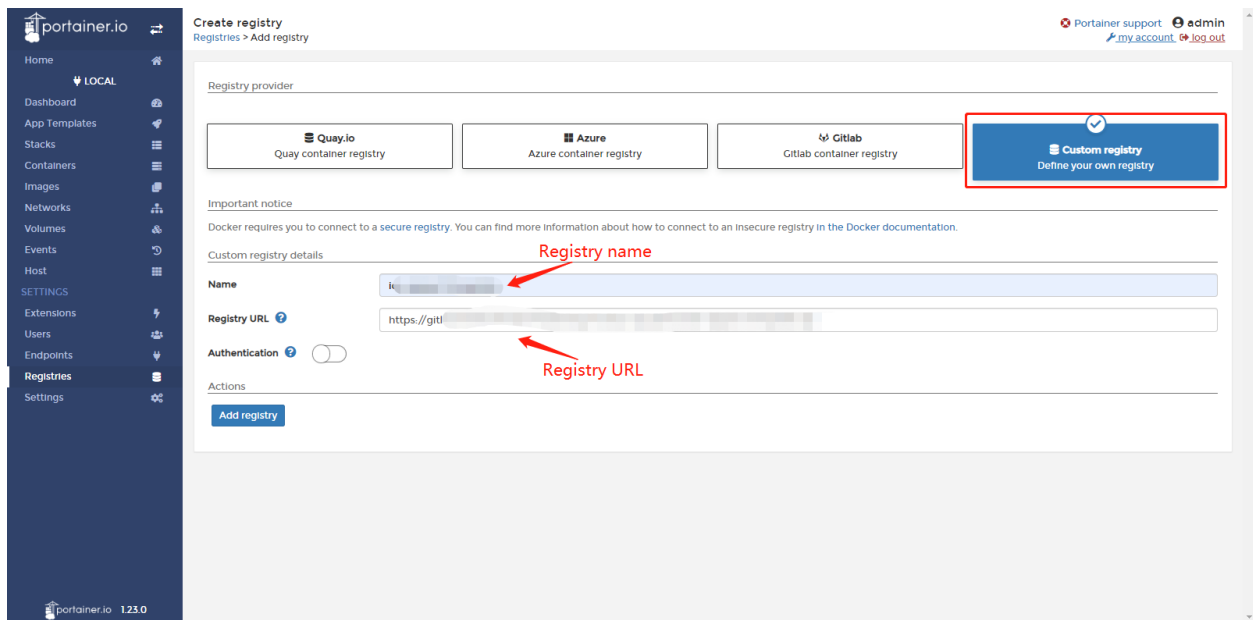 portainer.io
Create registry
Registries > Add registry
Portainer support admin
my account log out
Home
LOCAL
Dashboard
App Templates
Stacks
Containers
Images
Networks
Volumes
Events
Host
SETTINGS
Extensions
Users
Endpoints
Registries
Settings
portainer.io 1.23.0
Registry provider
Quay.io
Quay container registry
Azure
Azure container registry
Gitlab
Gitlab container registry
Custom registry
Define your own registry
Important notice
Docker requires you to connect to a secure registry. You can find more information about how to connect to an insecure registry in the Docker documentation.
Custom registry details
Registry name
Name
Registry URL
https://gitl
Authentication
Registry URL
Actions
Add registry